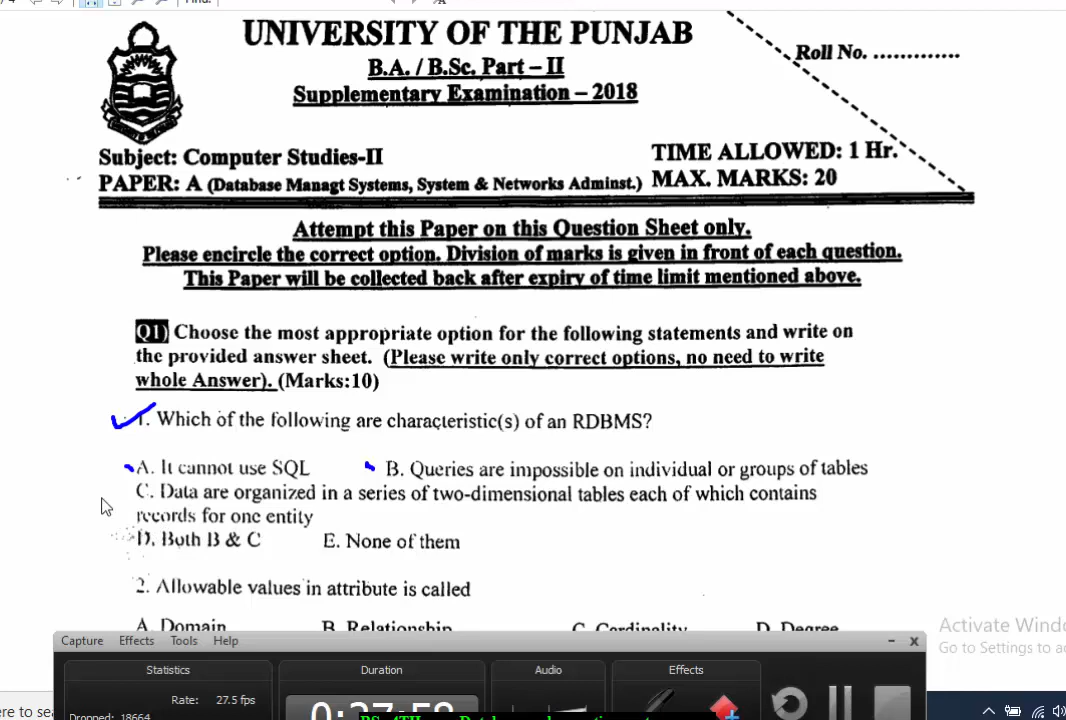 Find:
UNIVERSITY OF THE PUNJAB
B.A. / B.Sc. Part – II
Supplementary Examination – 2018
Roll No. .............
Subject: Computer Studies-II
TIME ALLOWED: 1 Hr.
PAPER: A (Database Managt Systems, System & Networks Adminst.)
MAX. MARKS: 20
Attempt this Paper on this Question Sheet only.
Please encircle the correct option. Division of marks is given in front of each question.
This Paper will be collected back after expiry of time limit mentioned above.
Q1) Choose the most appropriate option for the following statements and write on
the provided answer sheet. (Please write only correct options, no need to write
whole Answer). (Marks:10)
1. Which of the following are characteristic(s) of an RDBMS?
A. It cannot use SQL B. Queries are impossible on individual or groups of tables
C. Data are organized in a series of two-dimensional tables each of which contains
records for one entity
D. Both B & C E. None of them
2. Allowable values in attribute is called
A. Domain B. Relationship C. Cardinality D. Degree
Activate Windo
Go to Settings to a
Capture Effects Tools Help
Statistics Duration Audio Effects
Rate: 27.5 fps
Dropped: 18664
0:37:58
ere to sea